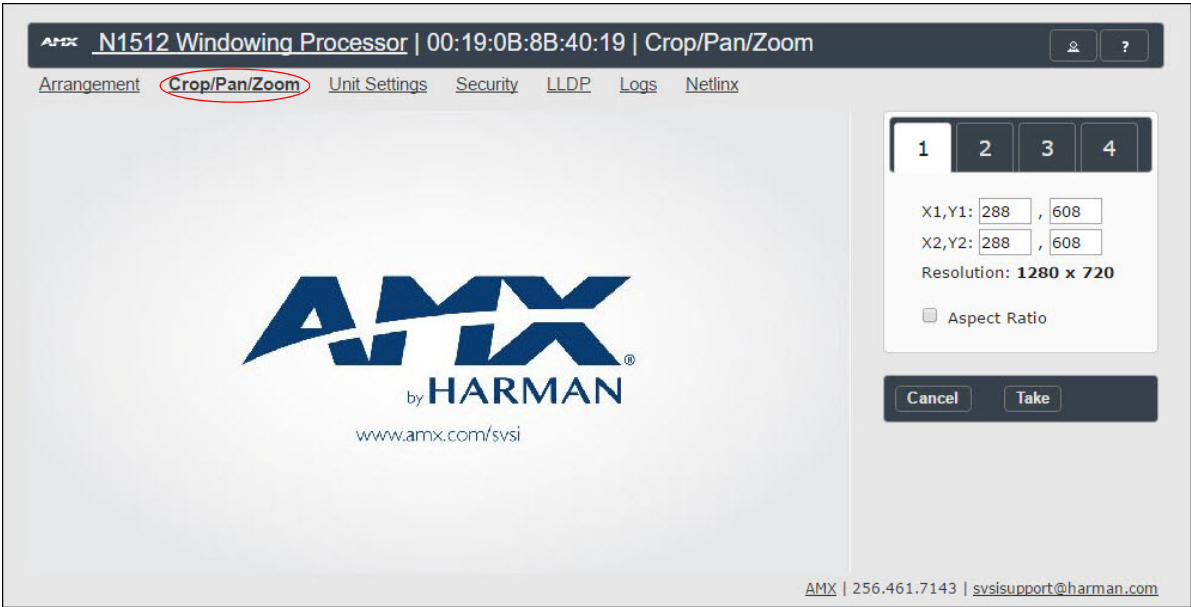 AMX N1512 Windowing Processor | 00:19:0B:8B:40:19 | Crop/Pan/Zoom ?
Arrangement Crop/Pan/Zoom Unit Settings Security LLDP Logs Netlinx
1 2 3 4
X1,Y1: 288 , 608
X2,Y2: 288 , 608
Resolution: 1280 x 720
Aspect Ratio
AMX®
by HARMAN
www.amx.com/svsi
Cancel Take
AMX | 256.461.7143 | svsisupport@harman.com